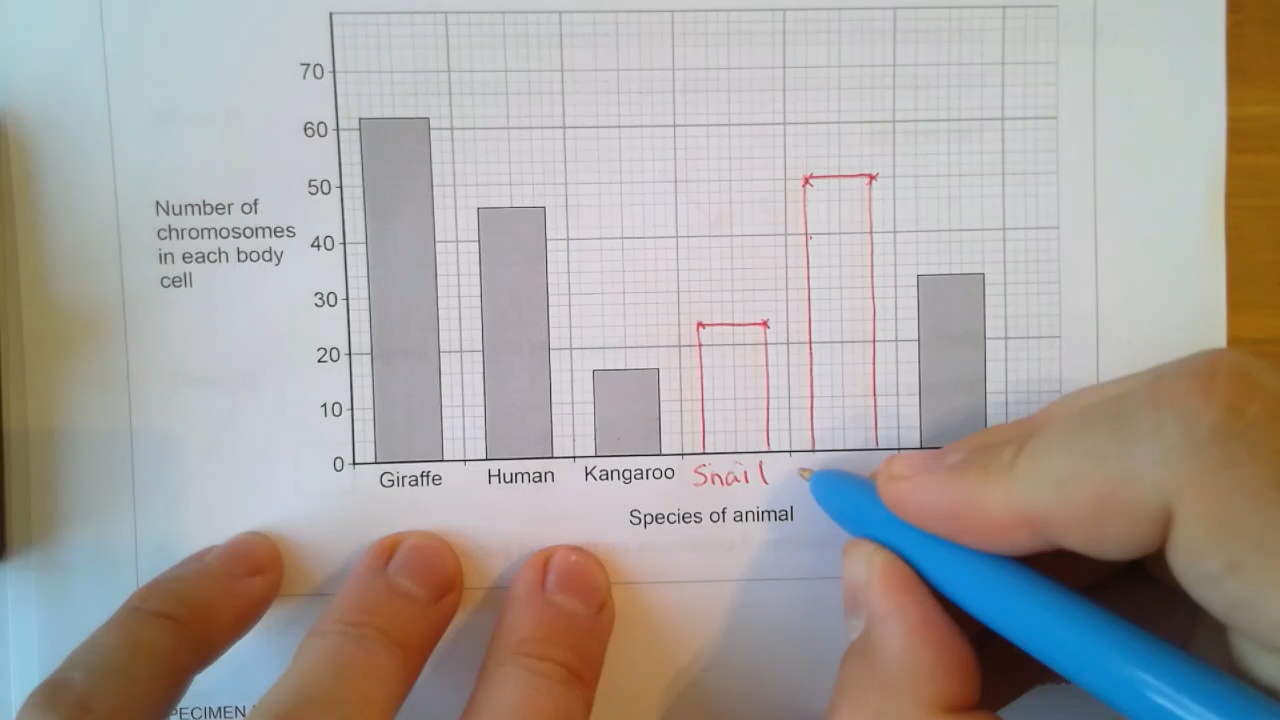 70
60
50
40
30
20
10
0
Number of
chromosomes
in each body
cell
Giraffe Human Kangaroo Snail
Species of animal
PECIMEN